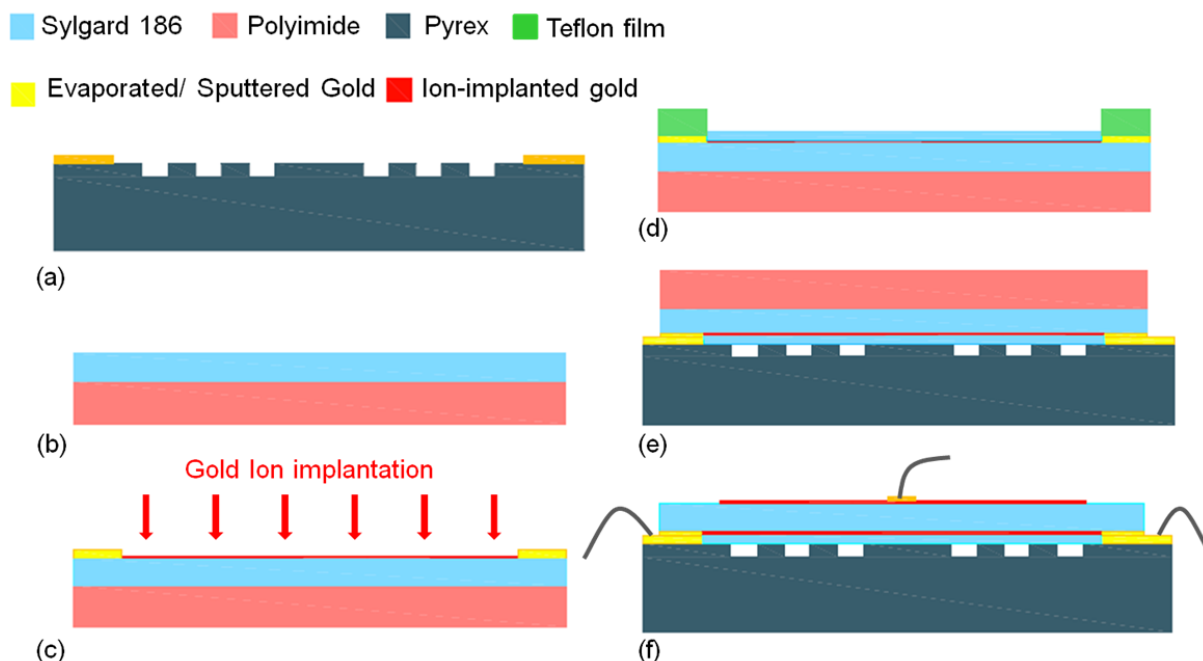 Sylgard 186 Polyimide Pyrex Teflon film
Evaporated/ Sputtered Gold Ion-implanted gold
(a)
(b)
Gold Ion implantation
(c)
(d)
(e)
(f)